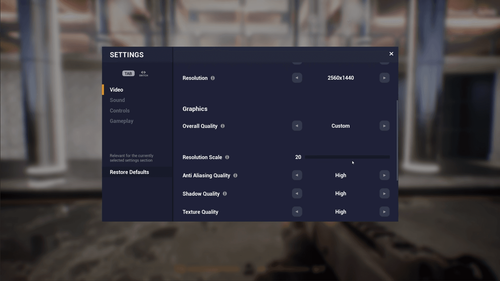 SETTINGS
TAB
Video
Sound
Controls
Gameplay
Relevant for the currently
selected settings section.
Restore Defaults
Resolution 2560x1440
Graphics
Overall Quality Custom
Resolution Scale 20
Anti Aliasing Quality High
Shadow Quality High
Texture Quality High